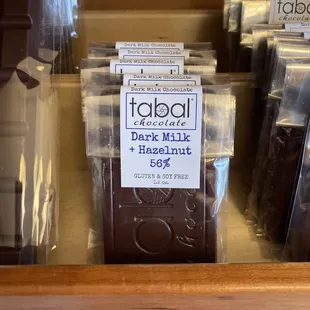 tabal
chocolate
Dark Milk Chocolate
Dark Milk Chocolate
Dark Milk Chocolate
Dark Milk Chocolate
tabal
chocolate
Dark Milk
+ Hazelnut
56%
GLUTEN & SOY FREE